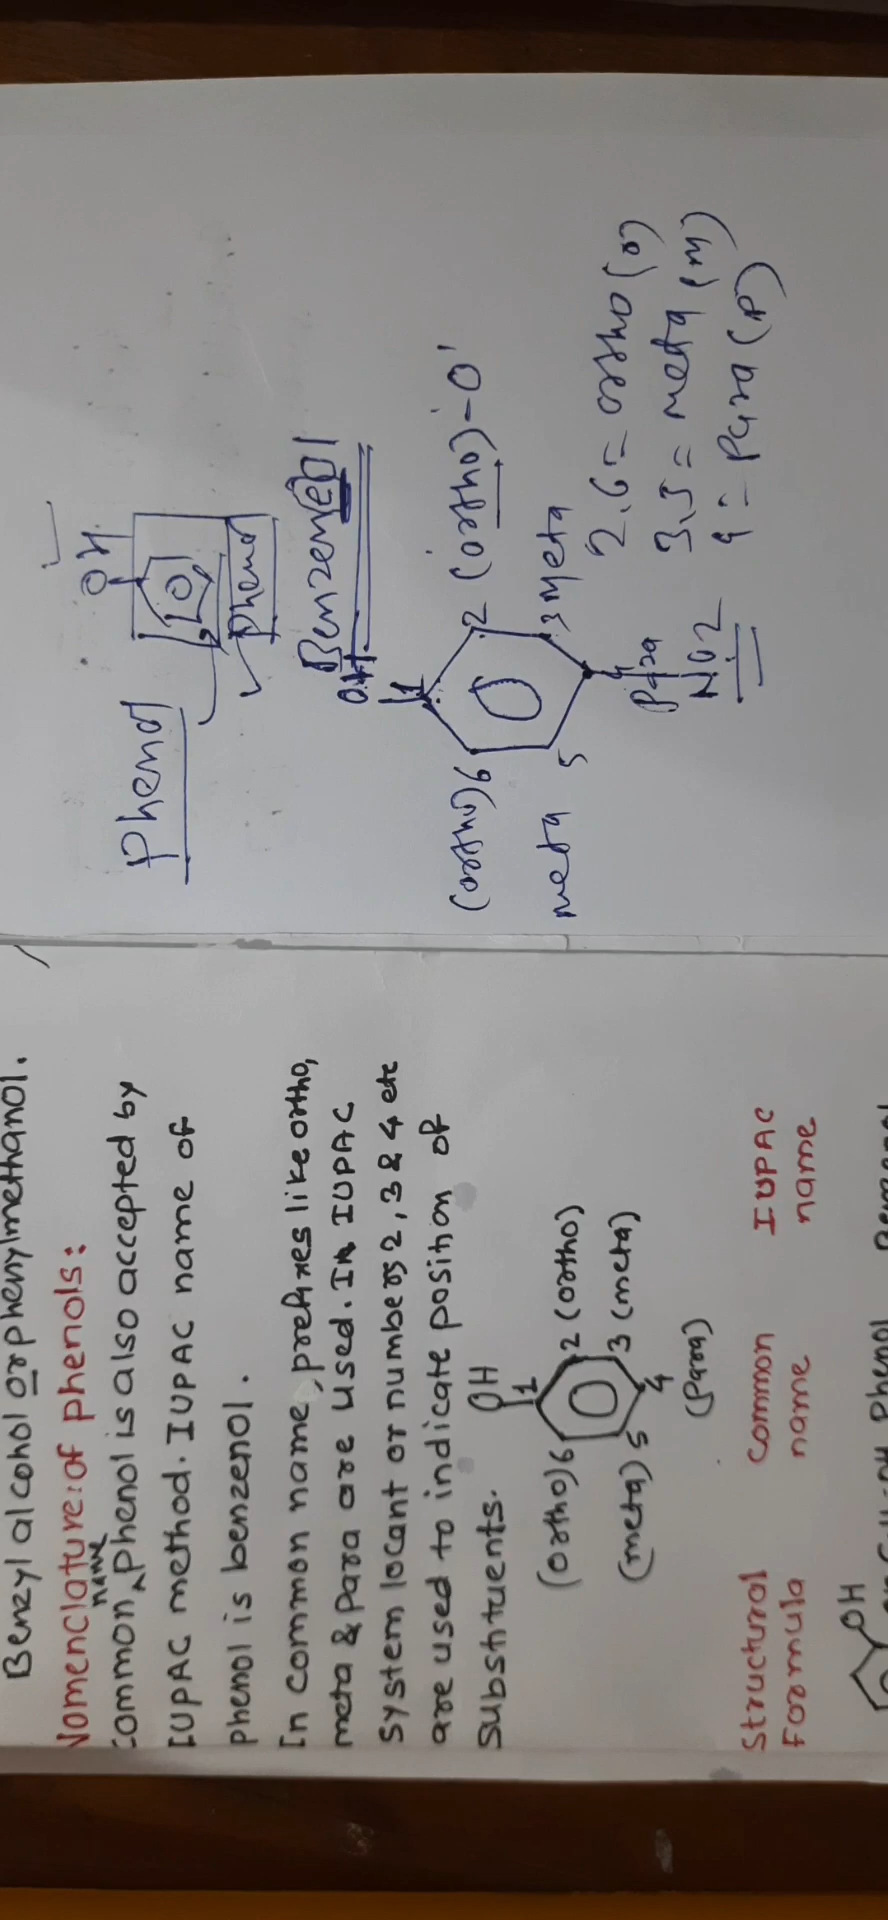 Benzyl alcohol or phenylmethanol.
Nomenclature: of phenols:
common name Phenol is also accepted by
IUPAC method. IUPAC name of
phenol is benzenol.
In common name, prefixes like ortho,
meta & para are used. In IUPAC
system locant or numbers 2,3 & 4 etc
are used to indicate position of
Substituents.
OH
1
(ortho) 6
2 (ortho)
(meta) 5
3 (meta)
4
(Para)
Structural Formula
Common name
IUPAC name
OH
Phenol
Phenol
OH
Phenol
Benzenol
OH
1
(ortho) 6
2 (ortho)-o'
meta 5
3 meta
4
Para
NO2
2,6 = ortho (o)
3,5 = meta (m)
4 = Para (P)